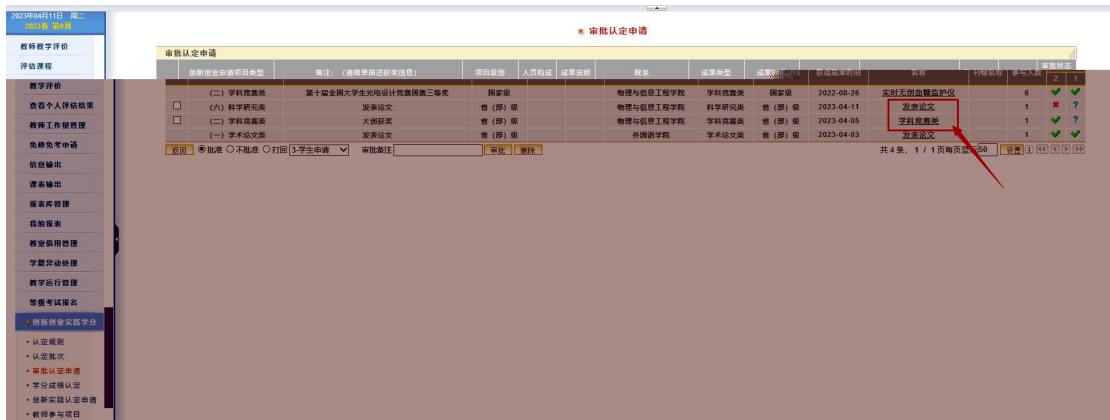 2023年04月11日 周二
2023春 第9周
教师教学评价
评估课程
教学评价
查看个人评估结果
教师工作量管理
免修免考申请
信息输出
课表输出
报表库管理
我的报表
教室借用管理
学籍异动处理
教学运行管理
等级考试报名
创新创业实践学分
• 认定规则
• 认定批次
• 审批认定申请
• 学分成绩认定
• 创新实践认定申请
• 教师参与项目
审批认定申请
审批认定申请
创新创业申请项目类型 备注:(请简单描述获奖信息) 项目级别 人员构成 成果说明 院系 成果类型 获得成果时间 名称 刊物名称 参与人数 审批状态
2 1
(二)学科竞赛类 第十届全国大学生光电设计竞赛国赛三等奖 国家级 物理与信息工程学院 学科竞赛类 国家级 2022-08-26 实时无创血糖监护仪 6
(六)科学研究类 发表论文 省(部)级 物理与信息工程学院 科学研究类 省(部)级 2023-04-11 发表论文 1 ?
(二)学科竞赛类 大创获奖 省(部)级 物理与信息工程学院 学科竞赛类 省(部)级 2023-04-05 学科竞赛类 1 ?
(一)学术论文类 发表论文 省(部)级 外国语学院 学术论文类 省(部)级 2023-04-03 发表论文 1
返回 批准 不批准 打回 3-学生申请 审批备注 审批 删除 共4条, 1 / 1页每页 50 设置